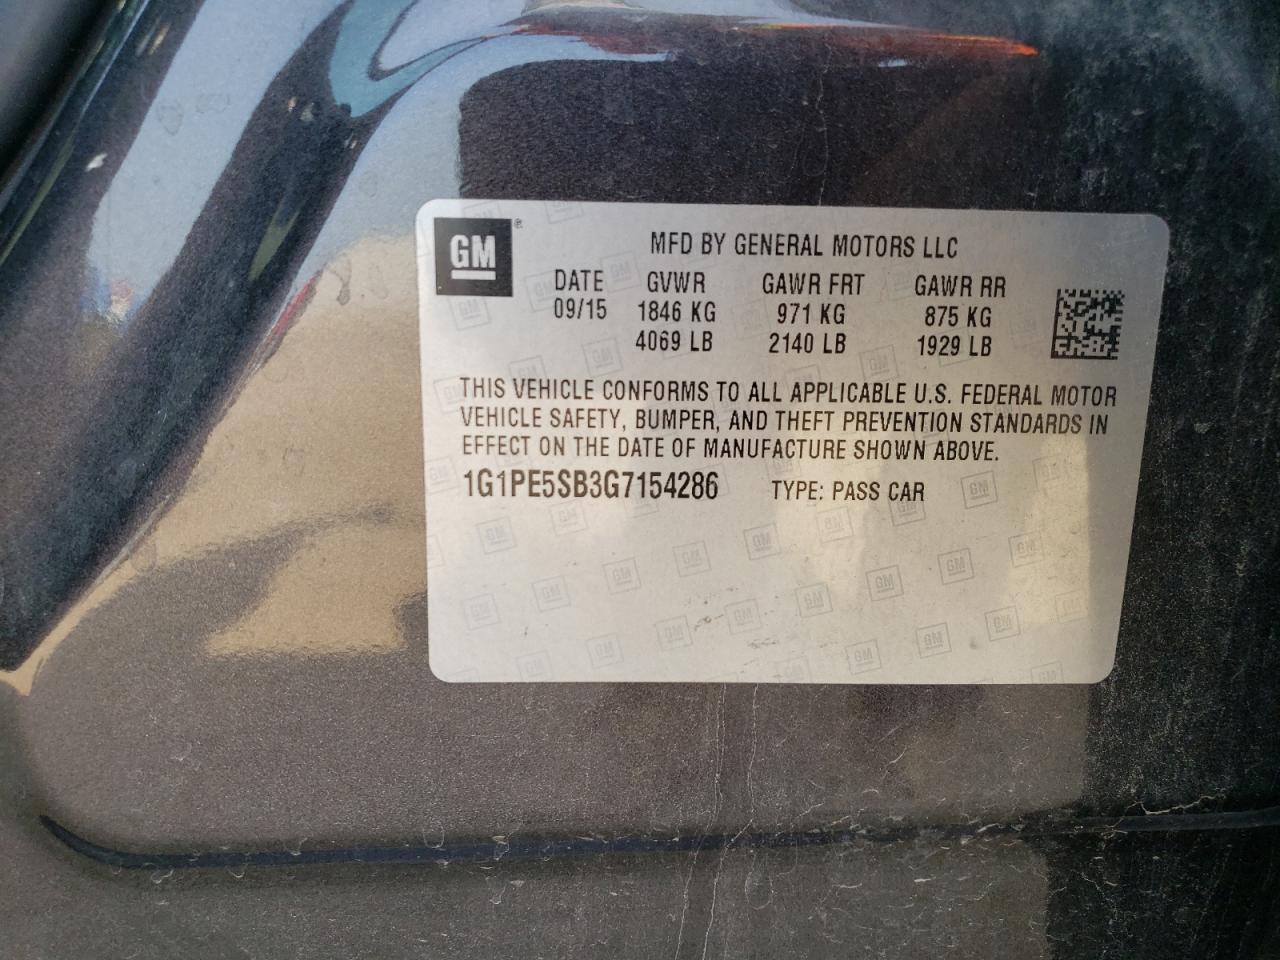 GM ®
MFD BY GENERAL MOTORS LLC
DATE GVWR GAWR FRT GAWR RR
09/15 1846 KG 971 KG 875 KG
4069 LB 2140 LB 1929 LB
THIS VEHICLE CONFORMS TO ALL APPLICABLE U.S. FEDERAL MOTOR
VEHICLE SAFETY, BUMPER, AND THEFT PREVENTION STANDARDS IN
EFFECT ON THE DATE OF MANUFACTURE SHOWN ABOVE.
1G1PE5SB3G7154286 TYPE: PASS CAR